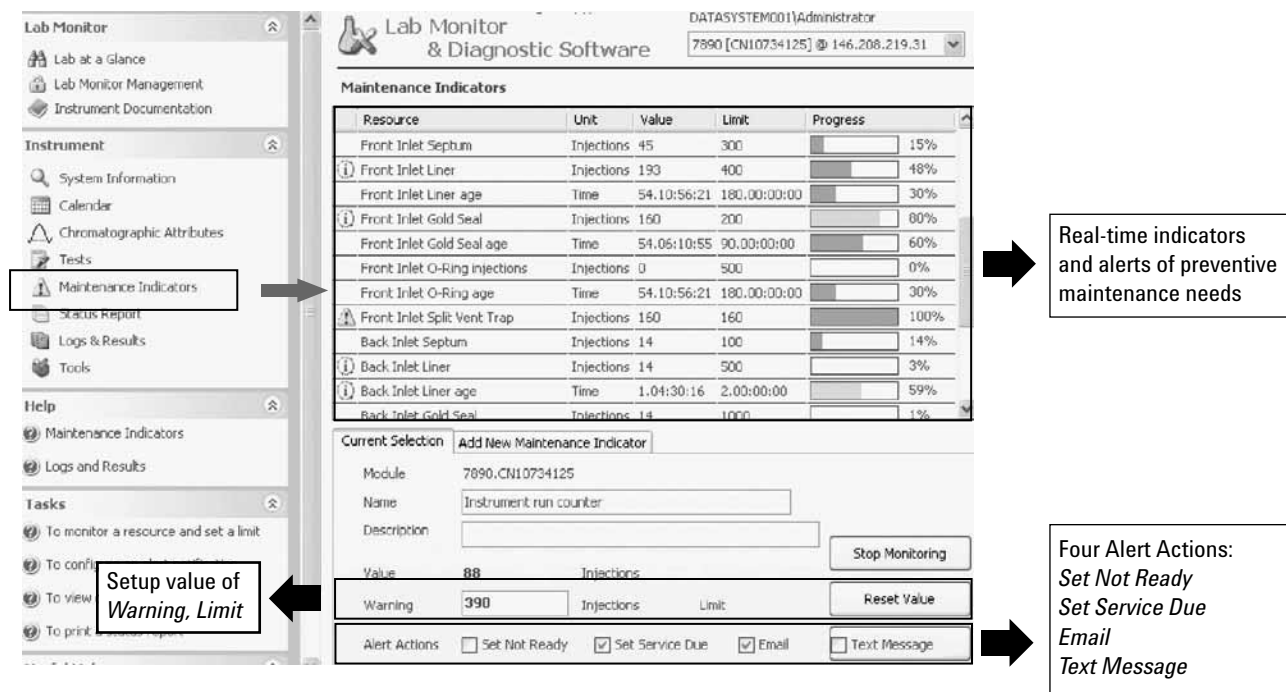 Lab Monitor
Lab at a Glance
Lab Monitor Management
Instrument Documentation
Instrument
System Information
Calendar
Chromatographic Attributes
Tests
Maintenance Indicators
Status Report
Logs & Results
Tools
Help
Maintenance Indicators
Logs and Results
Tasks
To monitor a resource and set a limit
To view
To print a status report
Setup value of
Warning, Limit
Lab Monitor
& Diagnostic Software
DATASYSTEM001\Administrator
7890 [CN10734125] @ 146.208.219.31
Maintenance Indicators
Resource Unit Value Limit Progress
Front Inlet Septum Injections 45 300 15%
Front Inlet Liner Injections 193 400 48%
Front Inlet Liner age Time 54.10:56:21 180.00:00:00 30%
Front Inlet Gold Seal Injections 160 200 80%
Front Inlet Gold Seal age Time 54.06:10:55 90.00:00:00 60%
Front Inlet O-Ring injections Injections 0 500 0%
Front Inlet O-Ring age Time 54.10:56:21 180.00:00:00 30%
Front Inlet Split Vent Trap Injections 160 160 100%
Back Inlet Septum Injections 14 100 14%
Back Inlet Liner Injections 14 500 3%
Back Inlet Liner age Time 1.04:30:16 2.00:00:00 59%
Back Inlet Gold Seal Injections 14 1000 1%
Current Selection Add New Maintenance Indicator
Module 7890.CN10734125
Name Instrument run counter
Description
Stop Monitoring
Value 88 Injections
Warning 390 Injections Limit Reset Value
Alert Actions Set Not Ready Set Service Due Email Text Message
Real-time indicators
and alerts of preventive
maintenance needs
Four Alert Actions:
Set Not Ready
Set Service Due
Email
Text Message